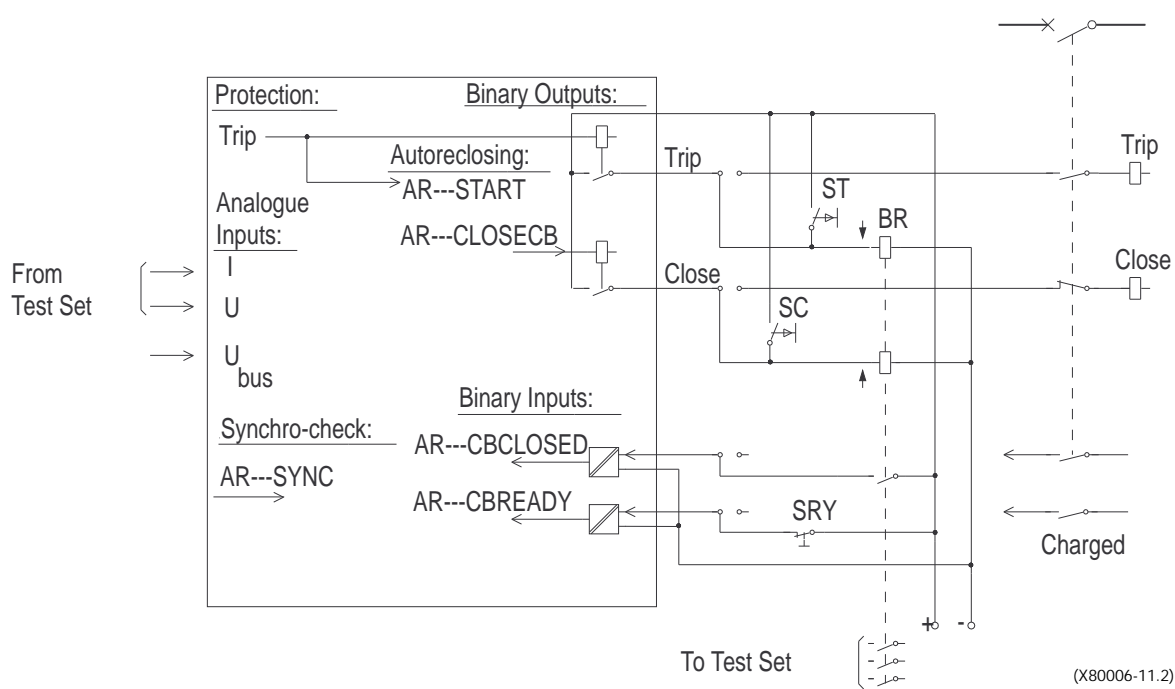 Protection:
Binary Outputs:
Trip
Autoreclosing:
AR---START
Trip
Trip
Analogue
Inputs:
AR---CLOSECB
ST
BR
From
Test Set
I
U
U
bus
Close
Close
SC
Binary Inputs:
Synchro-check:
AR---CBCLOSED
AR---SYNC
AR---CBREADY
SRY
Charged
+
-
To Test Set
(X80006-11.2)